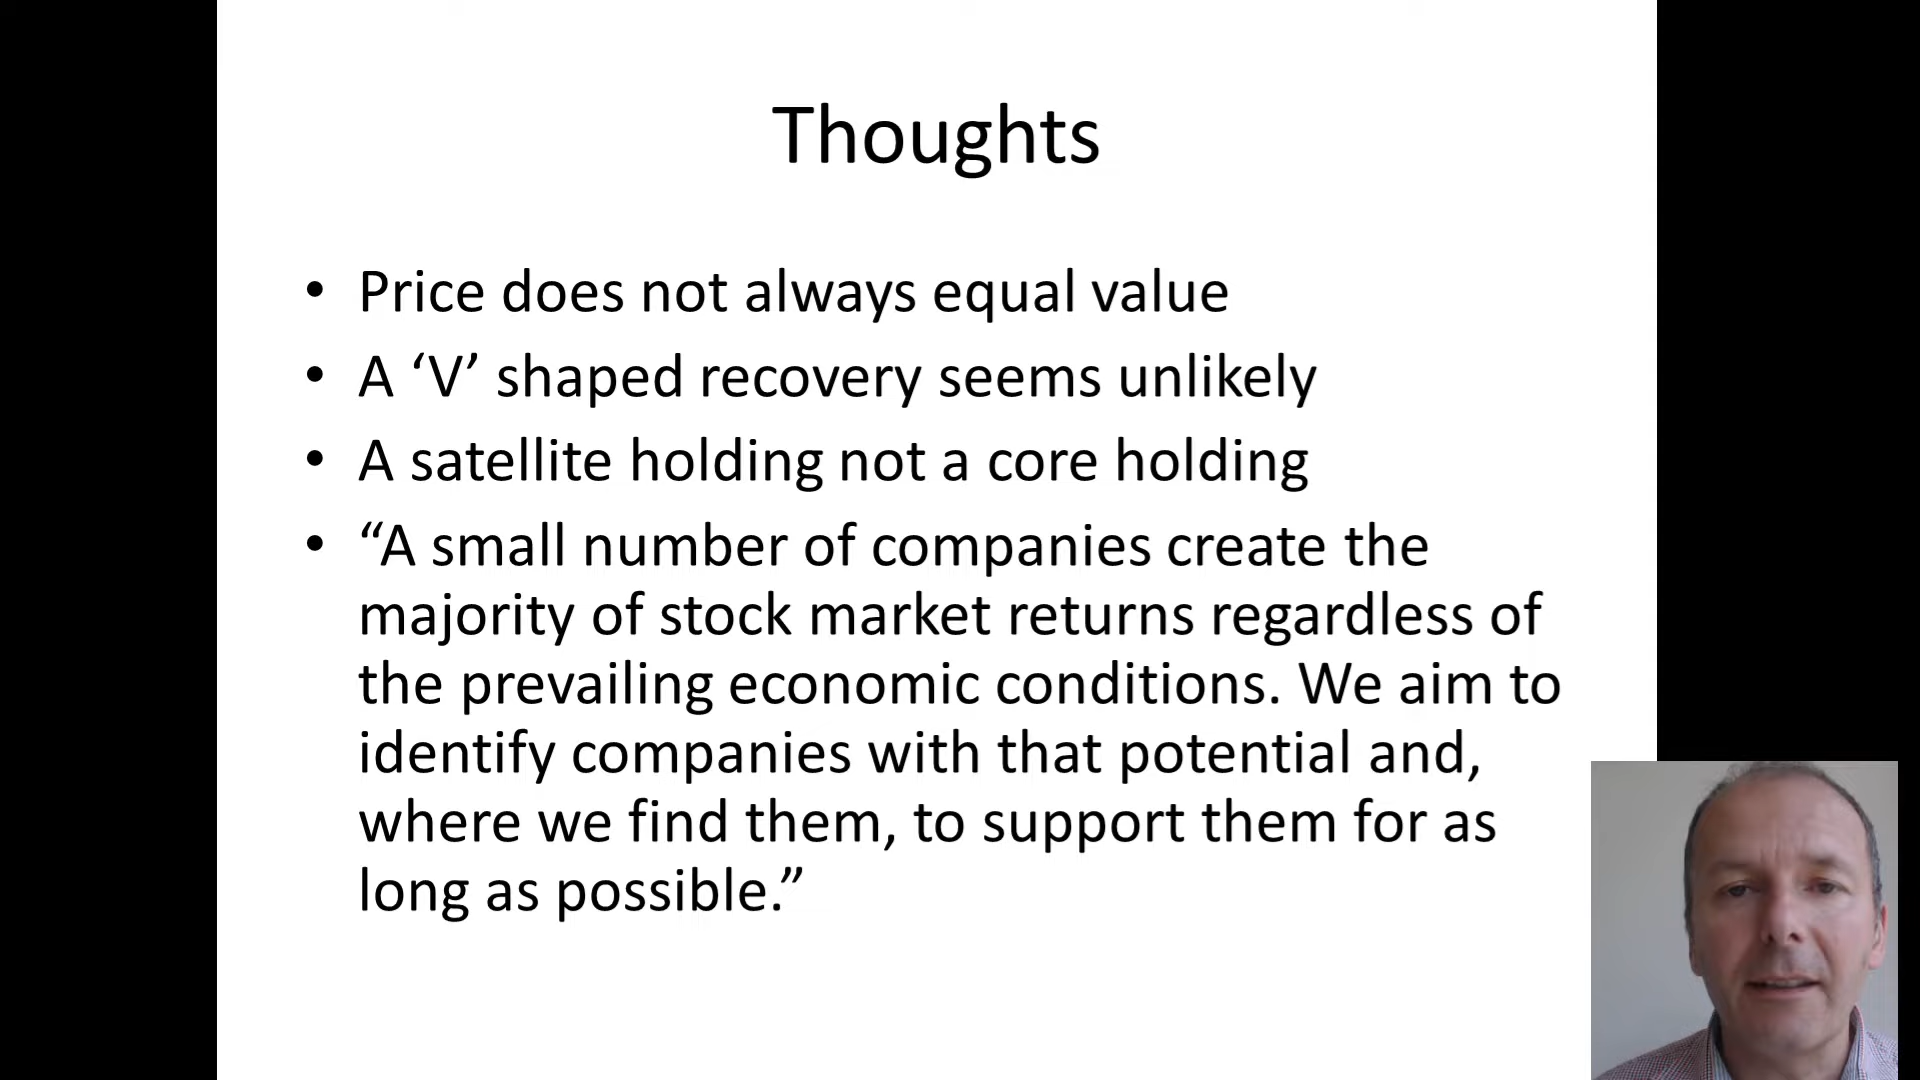 Thoughts
• Price does not always equal value
• A ‘V’ shaped recovery seems unlikely
• A satellite holding not a core holding
• “A small number of companies create the
majority of stock market returns regardless of
the prevailing economic conditions. We aim to
identify companies with that potential and,
where we find them, to support them for as
long as possible.”